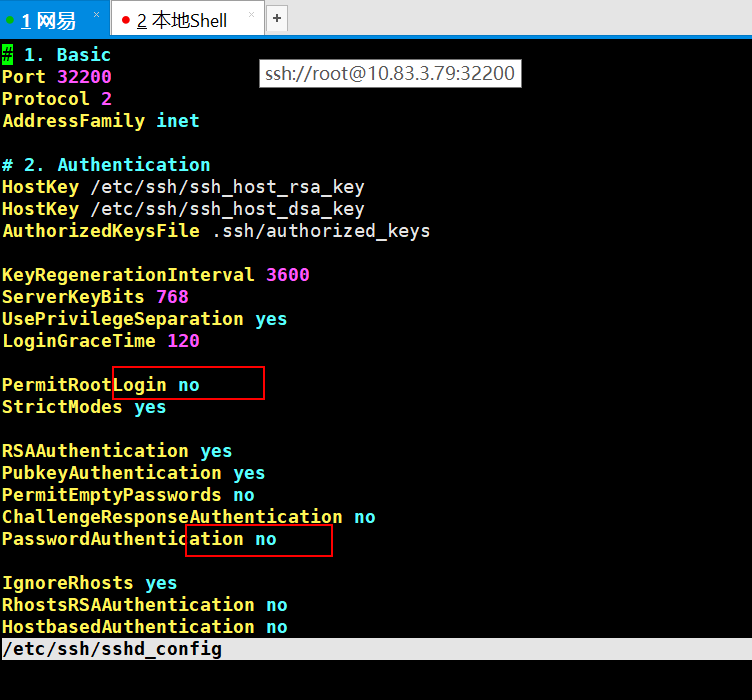 1 网易
2 本地Shell
+
ssh://root@10.83.3.79:32200
# 1. Basic
Port 32200
Protocol 2
AddressFamily inet
# 2. Authentication
HostKey /etc/ssh/ssh_host_rsa_key
HostKey /etc/ssh/ssh_host_dsa_key
AuthorizedKeysFile .ssh/authorized_keys
KeyRegenerationInterval 3600
ServerKeyBits 768
UsePrivilegeSeparation yes
LoginGraceTime 120
PermitRootLogin no
StrictModes yes
RSAAuthentication yes
PubkeyAuthentication yes
PermitEmptyPasswords no
ChallengeResponseAuthentication no
PasswordAuthentication no
IgnoreRhosts yes
RhostsRSAAuthentication no
HostbasedAuthentication no
/etc/ssh/sshd_config